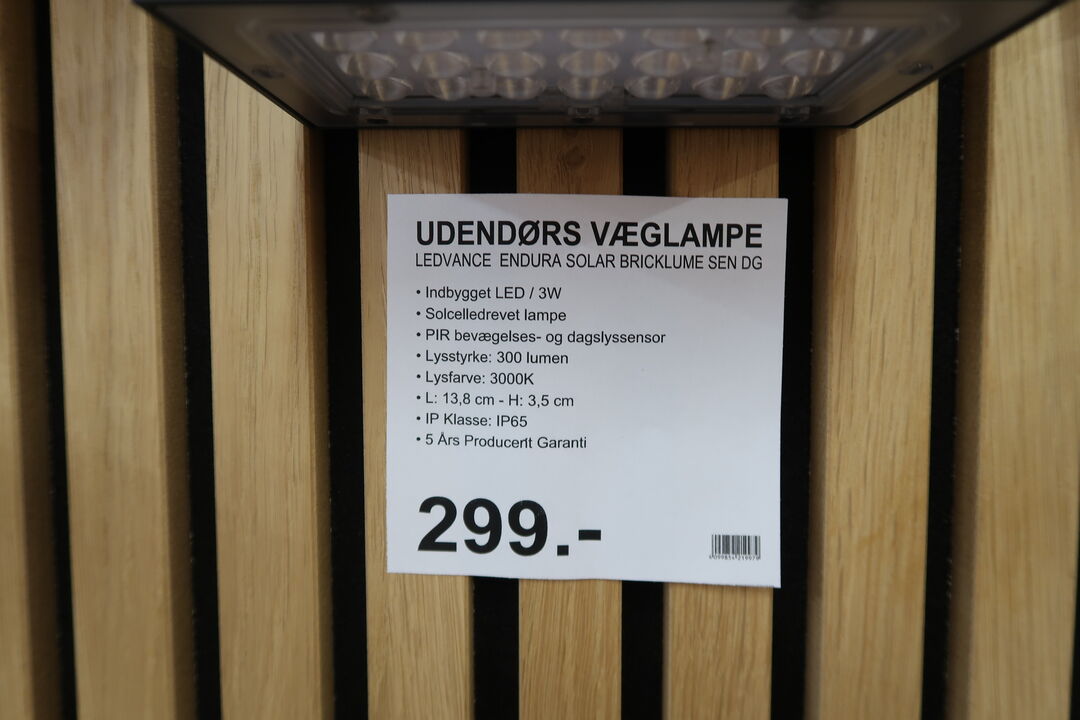 UDENDØRS VÆGLAMPE
LEDVANCE ENDURA SOLAR BRICKLUME SEN DG
• Indbygget LED / 3W
• Solcelledrevet lampe
• PIR bevægelses- og dagslyssensor
• Lysstyrke: 300 lumen
• Lysfarve: 3000K
• L: 13,8 cm - H: 3,5 cm
• IP Klasse: IP65
• 5 Års Producerlt Garanti
299.-